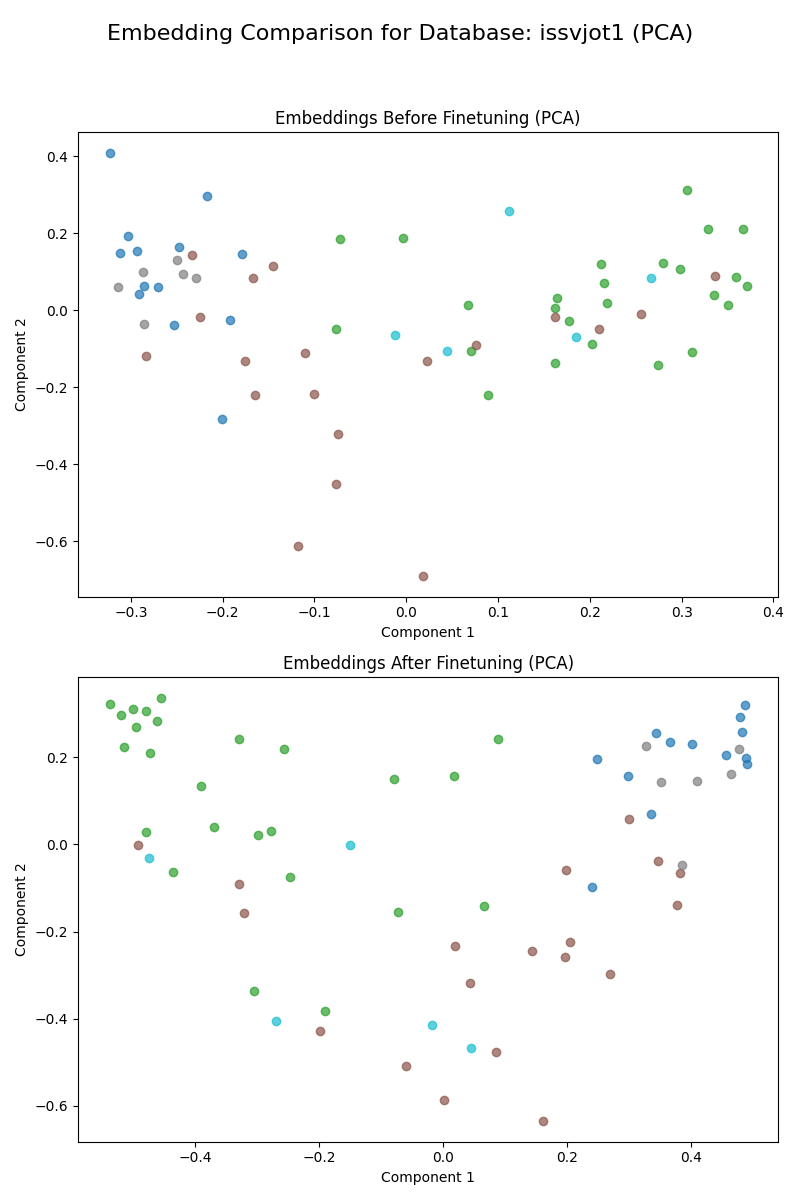 Embedding Comparison for Database: issvjot1 (PCA)
Embeddings Before Finetuning (PCA)
0.4
0.2
0.0
−0.2
−0.4
−0.6
Component 2
−0.3 −0.2 −0.1 0.0 0.1 0.2 0.3 0.4
Component 1
Embeddings After Finetuning (PCA)
0.2
0.0
−0.2
−0.4
−0.6
Component 2
−0.4 −0.2 0.0 0.2 0.4
Component 1